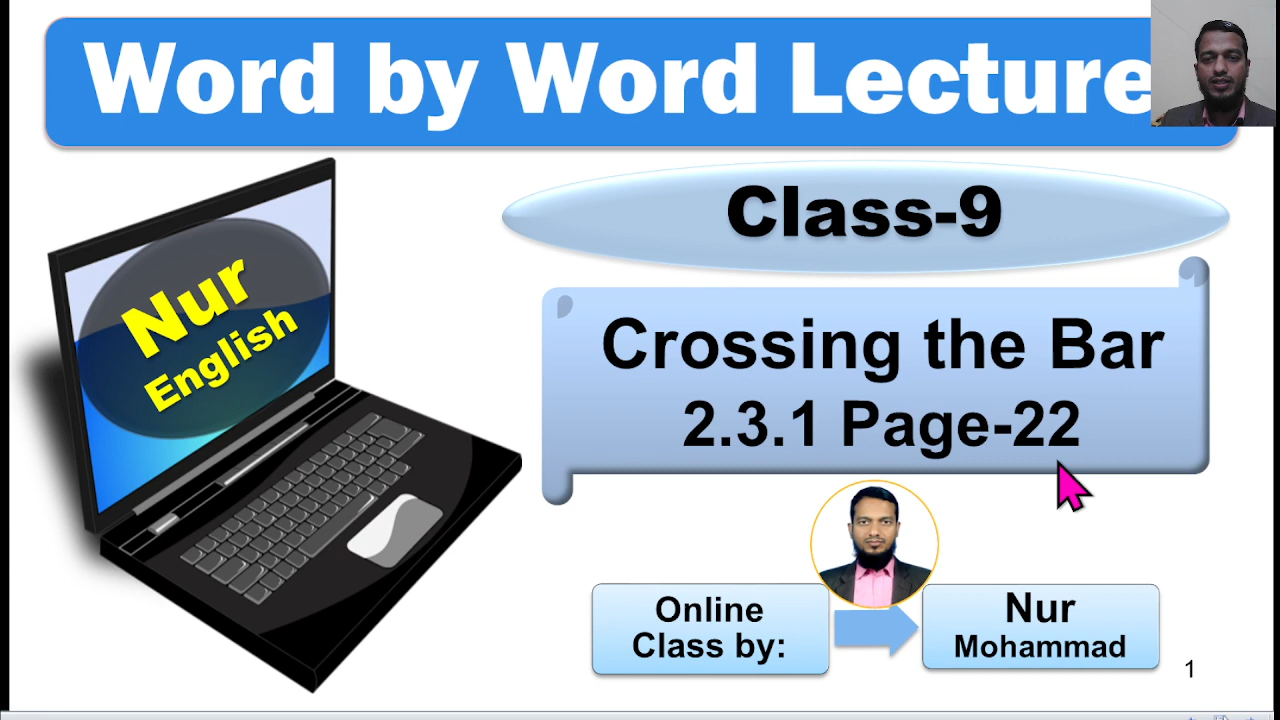 Word by Word Lecture
Class-9
Nur
English
Crossing the Bar
2.3.1 Page-22
Online
Class by:
Nur
Mohammad
1